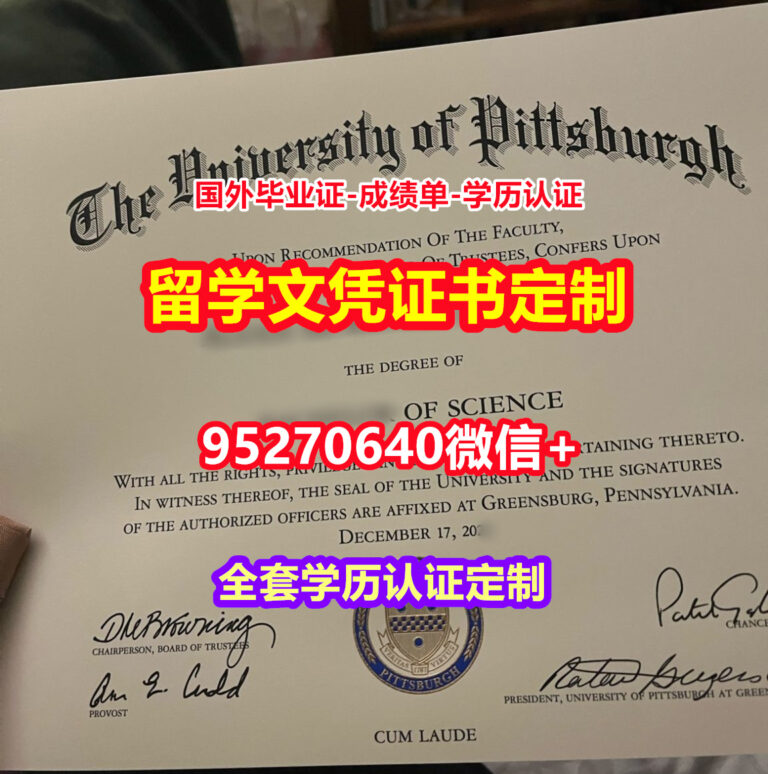 The University of Pittsburgh
国外毕业证-成绩单-学历认证
UPON RECOMMENDATION OF THE FACULTY,
OF TRUSTEES, CONFERS UPON
留学文凭证书定制
THE DEGREE OF
OF SCIENCE
95270640微信+
WITH ALL THE RIGHTS, PERTAINING THERETO.
IN WITNESS THEREOF, THE SEAL OF THE UNIVERSITY AND THE SIGNATURES
OF THE AUTHORIZED OFFICERS ARE AFFIXED AT GREENSBURG, PENNSYLVANIA.
DECEMBER 17, 20
全套学历认证定制
CHAIRPERSON, BOARD OF TRUSTEES
PROVOST
VERITAS VIRTUS
PITTSBURGH
PRESIDENT, UNIVERSITY OF PITTSBURGH AT
CUM LAUDE